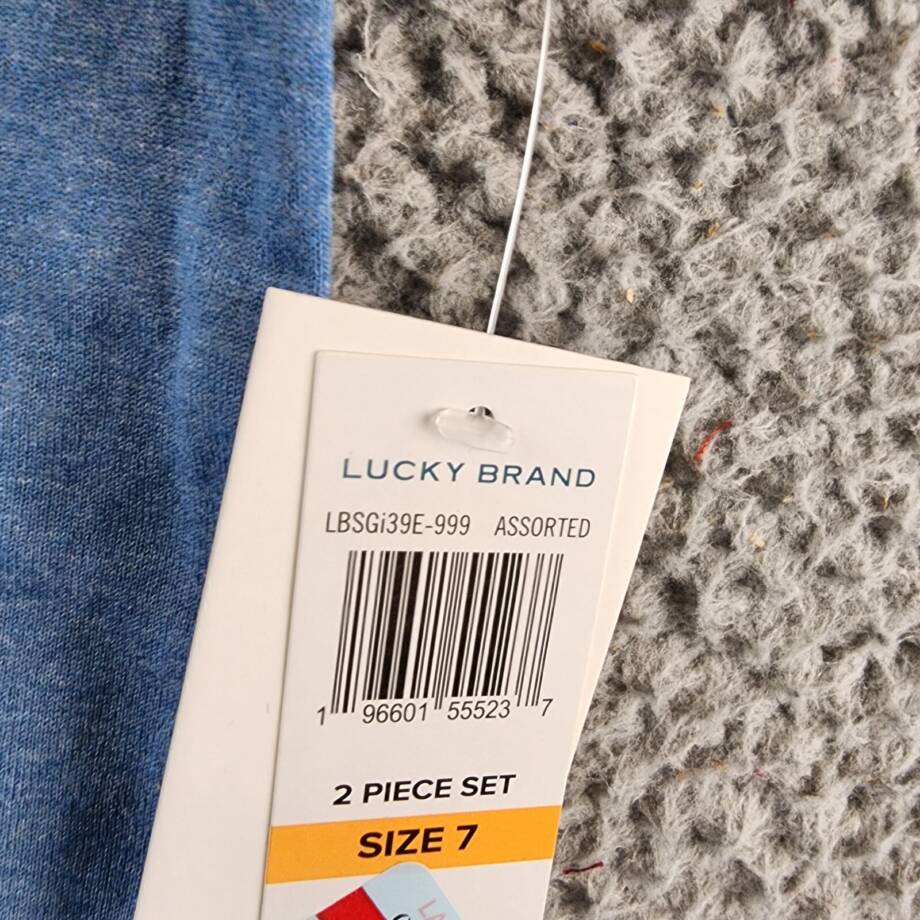 LUCKY BRAND
LBSGi39E-999 ASSORTED
1 96601 55523 7
2 PIECE SET
SIZE 7